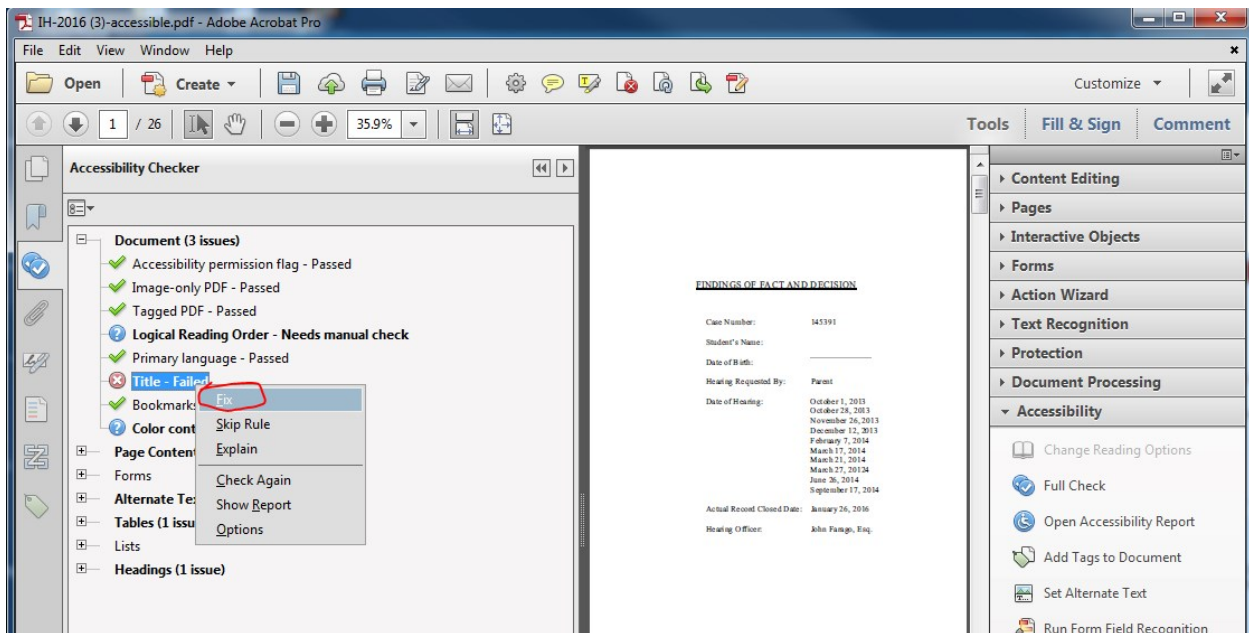 IH-2016 (3)-accessible.pdf - Adobe Acrobat Pro
File Edit View Window Help
Open Create Customize
1 / 26 35.9% Tools Fill & Sign Comment
Accessibility Checker
Document (3 issues)
Accessibility permission flag - Passed
Image-only PDF - Passed
Tagged PDF - Passed
Logical Reading Order - Needs manual check
Primary language - Passed
Title - Failed
Bookmarks
Color cont
Page Conten
Forms
Alternate Te
Tables (1 issu
Lists
Headings (1 issue)
Fix
Skip Rule
Explain
Check Again
Show Report
Options
FINDINGS OF FACT AND DECISION
Case Number: 145391
Student's Name:
Date of Birth:
Hearing Requested By: Parent
Date of Hearing: October 1, 2013
October 28, 2013
November 26, 2013
December 12, 2013
February 7, 2014
March 17, 2014
March 21, 2014
March 27, 20124
June 26, 2014
September 17, 2014
Actual Record Closed Date: January 26, 2016
Hearing Officer: John Farago, Esq.
Content Editing
Pages
Interactive Objects
Forms
Action Wizard
Text Recognition
Protection
Document Processing
Accessibility
Change Reading Options
Full Check
Open Accessibility Report
Add Tags to Document
Set Alternate Text
Run Form Field Recognition